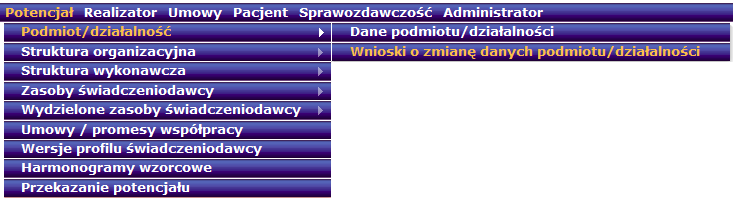 Potencjał Realizator Umowy Pacjent Sprawozdawczość Administrator
Podmiot/działalność
Dane podmiotu/działalności
Struktura organizacyjna
Wnioski o zmianę danych podmiotu/działalności
Struktura wykonawcza
Zasoby świadczeniodawcy
Wydzielone zasoby świadczeniodawcy
Umowy / promesy współpracy
Wersje profilu świadczeniodawcy
Harmonogramy wzorcowe
Przekazanie potencjału